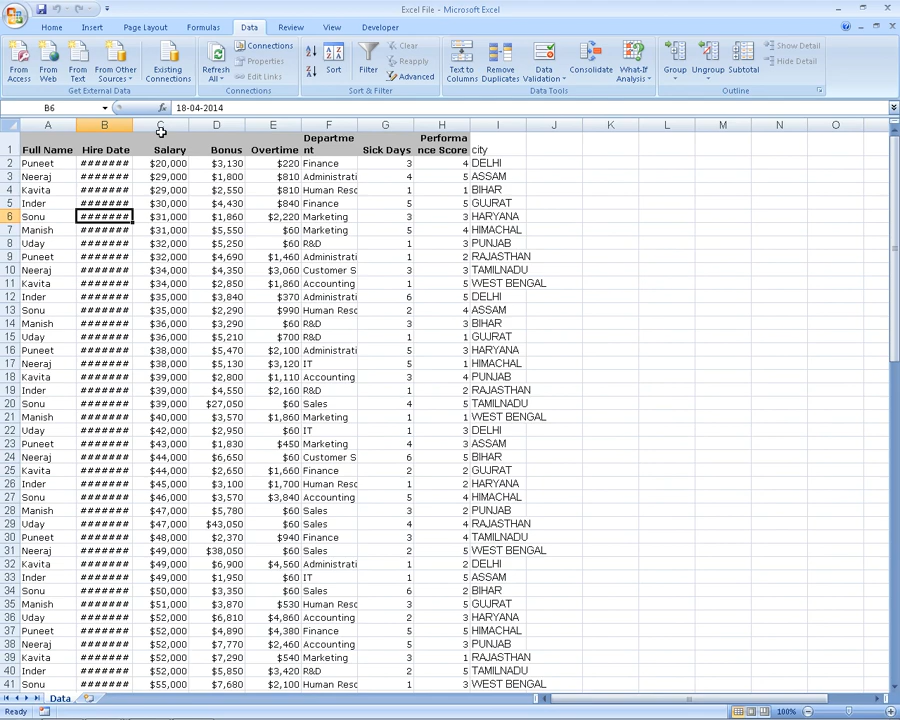 Excel File - Microsoft Excel
Home Insert Page Layout Formulas Data Review View Developer
From Access From Web From Text From Other Sources Existing Connections Refresh All Connections Properties Edit Links Sort Filter Clear Reapply Advanced Text to Columns Remove Duplicates Data Validation Consolidate What-If Analysis Group Ungroup Subtotal Show Detail Hide Detail
Get External Data Connections Sort & Filter Data Tools Outline
B6 fx 18-04-2014
A B C D E F G H I J K L M N O
1 Full Name Hire Date Salary Bonus Overtime Departme nt Sick Days Performa nce Score city
2 Puneet ####### $20,000 $3,130 $220 Finance 3 4 DELHI
3 Neeraj ####### $29,000 $1,800 $810 Administrati 4 5 ASSAM
4 Kavita ####### $29,000 $2,550 $810 Human Resc 1 1 BIHAR
5 Inder ####### $30,000 $4,430 $840 Finance 5 5 GUJRAT
6 Sonu ####### $31,000 $1,860 $2,220 Marketing 3 3 HARYANA
7 Manish ####### $31,000 $5,550 $60 Marketing 5 4 HIMACHAL
8 Uday ####### $32,000 $5,250 $60 R&D 1 3 PUNJAB
9 Puneet ####### $32,000 $4,690 $1,460 Administrati 1 2 RAJASTHAN
10 Neeraj ####### $34,000 $4,350 $3,060 Customer S 3 3 TAMILNADU
11 Kavita ####### $34,000 $2,850 $1,860 Accounting 1 5 WEST BENGAL
12 Inder ####### $35,000 $3,840 $370 Administrati 6 5 DELHI
13 Sonu ####### $35,000 $2,290 $990 Human Resc 2 4 ASSAM
14 Manish ####### $36,000 $3,290 $60 R&D 3 3 BIHAR
15 Uday ####### $36,000 $5,210 $700 R&D 1 1 GUJRAT
16 Puneet ####### $38,000 $5,470 $2,100 Administrati 5 3 HARYANA
17 Neeraj ####### $38,000 $5,130 $3,120 IT 5 1 HIMACHAL
18 Kavita ####### $39,000 $2,800 $1,110 Accounting 3 4 PUNJAB
19 Inder ####### $39,000 $4,550 $2,160 R&D 1 2 RAJASTHAN
20 Sonu ####### $39,000 $27,050 $60 Sales 4 5 TAMILNADU
21 Manish ####### $40,000 $3,570 $1,860 Marketing 1 1 WEST BENGAL
22 Uday ####### $42,000 $2,950 $60 IT 1 3 DELHI
23 Puneet ####### $43,000 $1,830 $450 Marketing 4 3 ASSAM
24 Neeraj ####### $44,000 $6,650 $60 Customer S 6 5 BIHAR
25 Kavita ####### $44,000 $2,650 $1,660 Finance 2 2 GUJRAT
26 Inder ####### $45,000 $3,100 $1,700 Human Resc 1 2 HARYANA
27 Sonu ####### $46,000 $3,570 $3,840 Accounting 5 4 HIMACHAL
28 Manish ####### $47,000 $5,780 $60 Sales 3 2 PUNJAB
29 Uday ####### $47,000 $43,050 $60 Sales 4 4 RAJASTHAN
30 Puneet ####### $48,000 $2,370 $940 Finance 3 4 TAMILNADU
31 Neeraj ####### $49,000 $38,050 $60 Sales 2 5 WEST BENGAL
32 Kavita ####### $49,000 $6,900 $4,560 Administrati 1 2 DELHI
33 Inder ####### $49,000 $1,950 $60 IT 1 5 ASSAM
34 Sonu ####### $50,000 $3,350 $60 Sales 6 2 BIHAR
35 Manish ####### $51,000 $3,870 $530 Human Resc 3 5 GUJRAT
36 Uday ####### $52,000 $6,810 $4,860 Accounting 2 3 HARYANA
37 Puneet ####### $52,000 $4,890 $4,380 Finance 1 5 HIMACHAL
38 Neeraj ####### $52,000 $7,770 $2,460 Accounting 5 3 PUNJAB
39 Kavita ####### $52,000 $7,290 $540 Marketing 3 1 RAJASTHAN
40 Inder ####### $52,000 $5,850 $3,420 R&D 2 5 TAMILNADU
41 Sonu ####### $55,000 $7,680 $2,100 Human Resc 1 3 WEST BENGAL
Data
Ready 100%